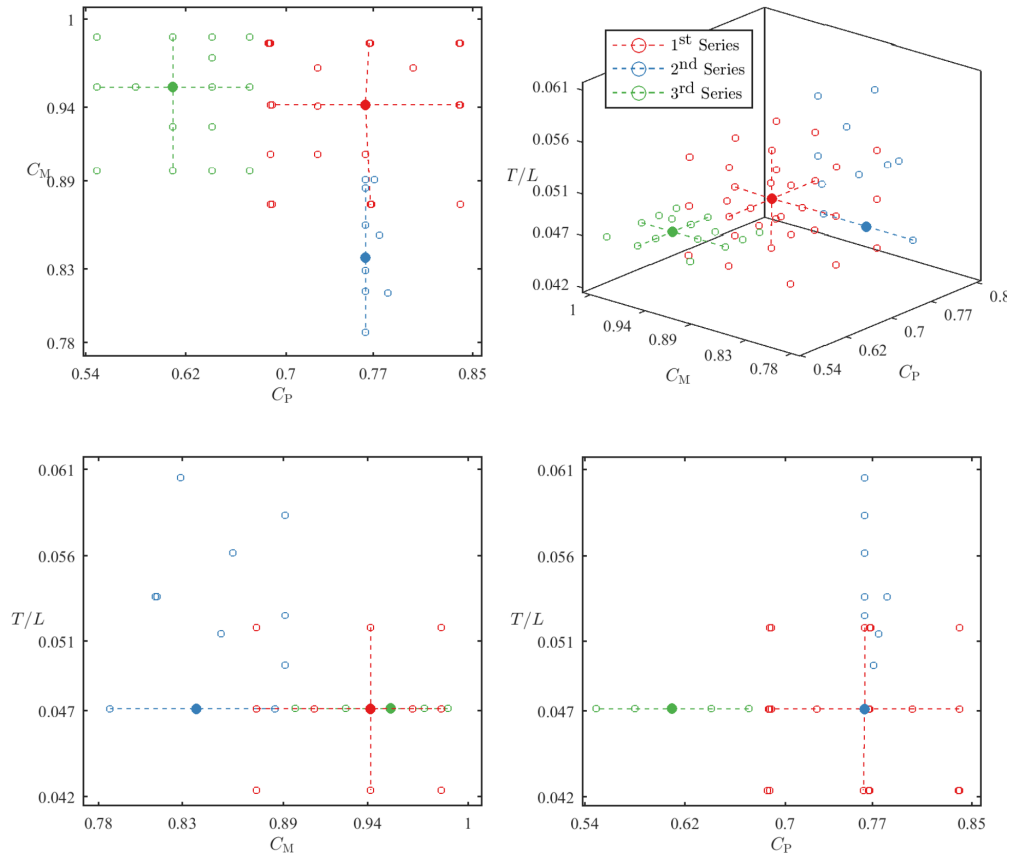 1
0.94
C_M
0.89
0.83
0.78
0.54 0.62 0.7 0.77 0.85
C_P
1st Series
2nd Series
3rd Series
0.061
0.056
T/L
0.051
0.047
0.042
1 0.94 0.89 0.83 0.78
C_M
0.54 0.62 0.7 0.77 0.8
C_P
0.061
0.056
T/L
0.051
0.047
0.042
0.78 0.83 0.89 0.94 1
C_M
0.061
0.056
T/L
0.051
0.047
0.042
0.54 0.62 0.7 0.77 0.85
C_P